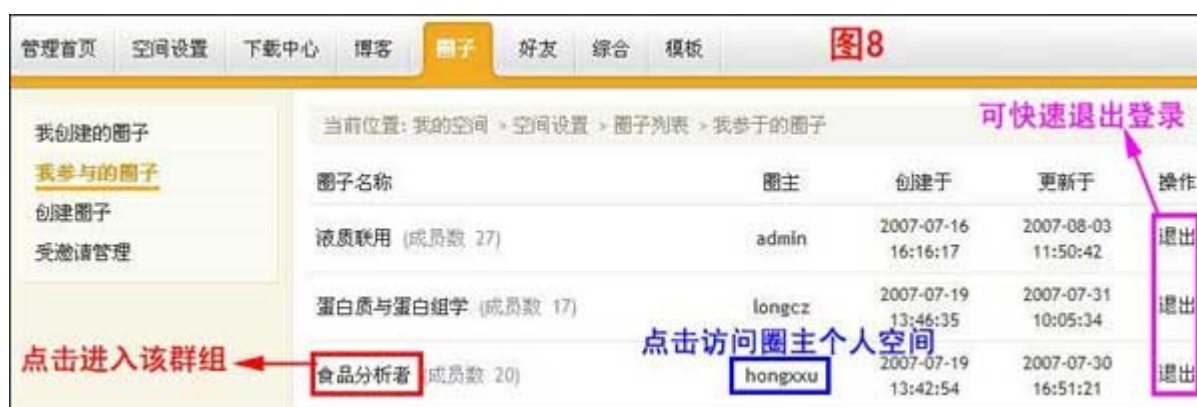 管理首页 空间设置 下载中心 博客 圈子 好友 综合 模板 图8
可快速退出登录
我创建的圈子
我参与的圈子
创建圈子
受邀请管理
当前位置: 我的空间 » 空间设置 » 圈子列表 » 我参于的圈子
圈子名称 圈主 创建于 更新于 操作
液质联用 (成员数 27) admin 2007-07-16 16:16:17 2007-08-03 11:50:42 退出
蛋白质与蛋白组学 (成员数 17) longcz 2007-07-19 13:46:35 2007-07-31 10:05:34 退出
点击访问圈主个人空间
点击进入该群组
食品分析者 (成员数 20) hongxxu 2007-07-19 13:42:54 2007-07-30 16:51:21 退出